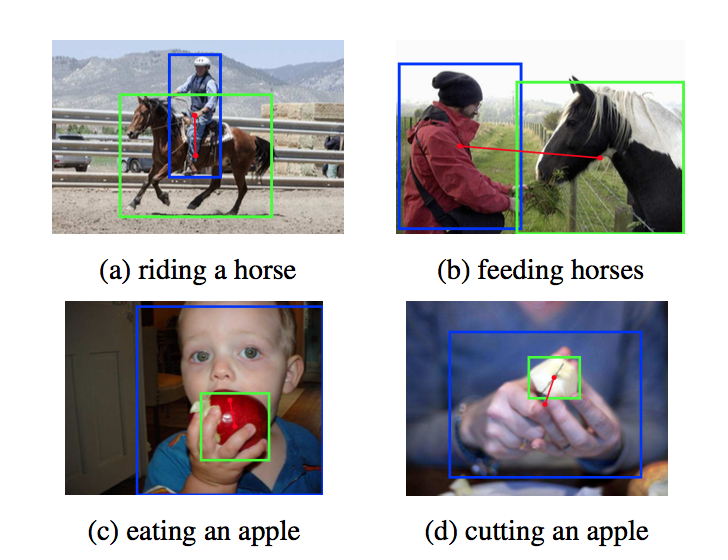 (a) riding a horse
(b) feeding horses
(c) eating an apple
(d) cutting an apple